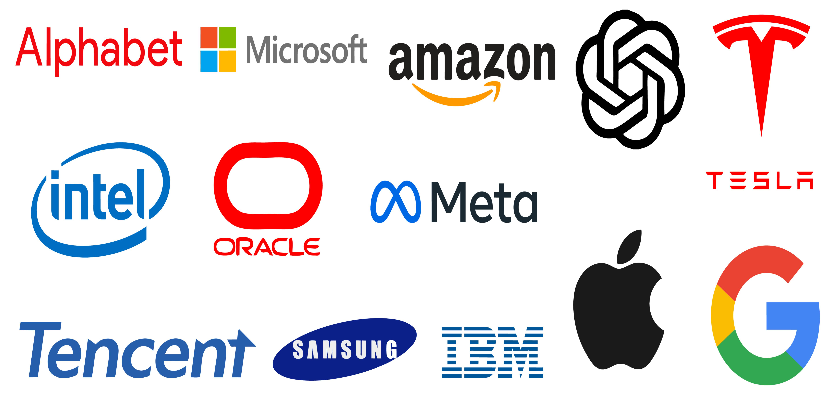 Alphabet
Microsoft
amazon
TESLA
intel
ORACLE
Meta
Tencent
SAMSUNG
IBM
G